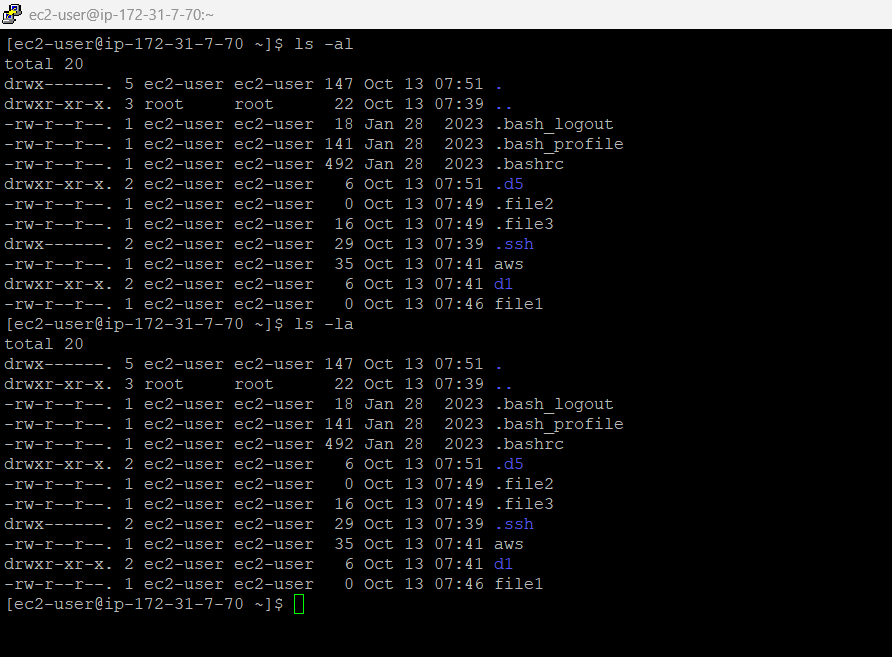 ec2-user@ip-172-31-7-70:~
[ec2-user@ip-172-31-7-70 ~]$ ls -al
total 20
drwx------. 5 ec2-user ec2-user 147 Oct 13 07:51 .
drwxr-xr-x. 3 root     root      22 Oct 13 07:39 ..
-rw-r--r--. 1 ec2-user ec2-user  18 Jan 28  2023 .bash_logout
-rw-r--r--. 1 ec2-user ec2-user 141 Jan 28  2023 .bash_profile
-rw-r--r--. 1 ec2-user ec2-user 492 Jan 28  2023 .bashrc
drwxr-xr-x. 2 ec2-user ec2-user   6 Oct 13 07:51 .d5
-rw-r--r--. 1 ec2-user ec2-user   0 Oct 13 07:49 .file2
-rw-r--r--. 1 ec2-user ec2-user  16 Oct 13 07:49 .file3
drwx------. 2 ec2-user ec2-user  29 Oct 13 07:39 .ssh
-rw-r--r--. 1 ec2-user ec2-user  35 Oct 13 07:41 aws
drwxr-xr-x. 2 ec2-user ec2-user   6 Oct 13 07:41 d1
-rw-r--r--. 1 ec2-user ec2-user   0 Oct 13 07:46 file1
[ec2-user@ip-172-31-7-70 ~]$ ls -la
total 20
drwx------. 5 ec2-user ec2-user 147 Oct 13 07:51 .
drwxr-xr-x. 3 root     root      22 Oct 13 07:39 ..
-rw-r--r--. 1 ec2-user ec2-user  18 Jan 28  2023 .bash_logout
-rw-r--r--. 1 ec2-user ec2-user 141 Jan 28  2023 .bash_profile
-rw-r--r--. 1 ec2-user ec2-user 492 Jan 28  2023 .bashrc
drwxr-xr-x. 2 ec2-user ec2-user   6 Oct 13 07:51 .d5
-rw-r--r--. 1 ec2-user ec2-user   0 Oct 13 07:49 .file2
-rw-r--r--. 1 ec2-user ec2-user  16 Oct 13 07:49 .file3
drwx------. 2 ec2-user ec2-user  29 Oct 13 07:39 .ssh
-rw-r--r--. 1 ec2-user ec2-user  35 Oct 13 07:41 aws
drwxr-xr-x. 2 ec2-user ec2-user   6 Oct 13 07:41 d1
-rw-r--r--. 1 ec2-user ec2-user   0 Oct 13 07:46 file1
[ec2-user@ip-172-31-7-70 ~]$